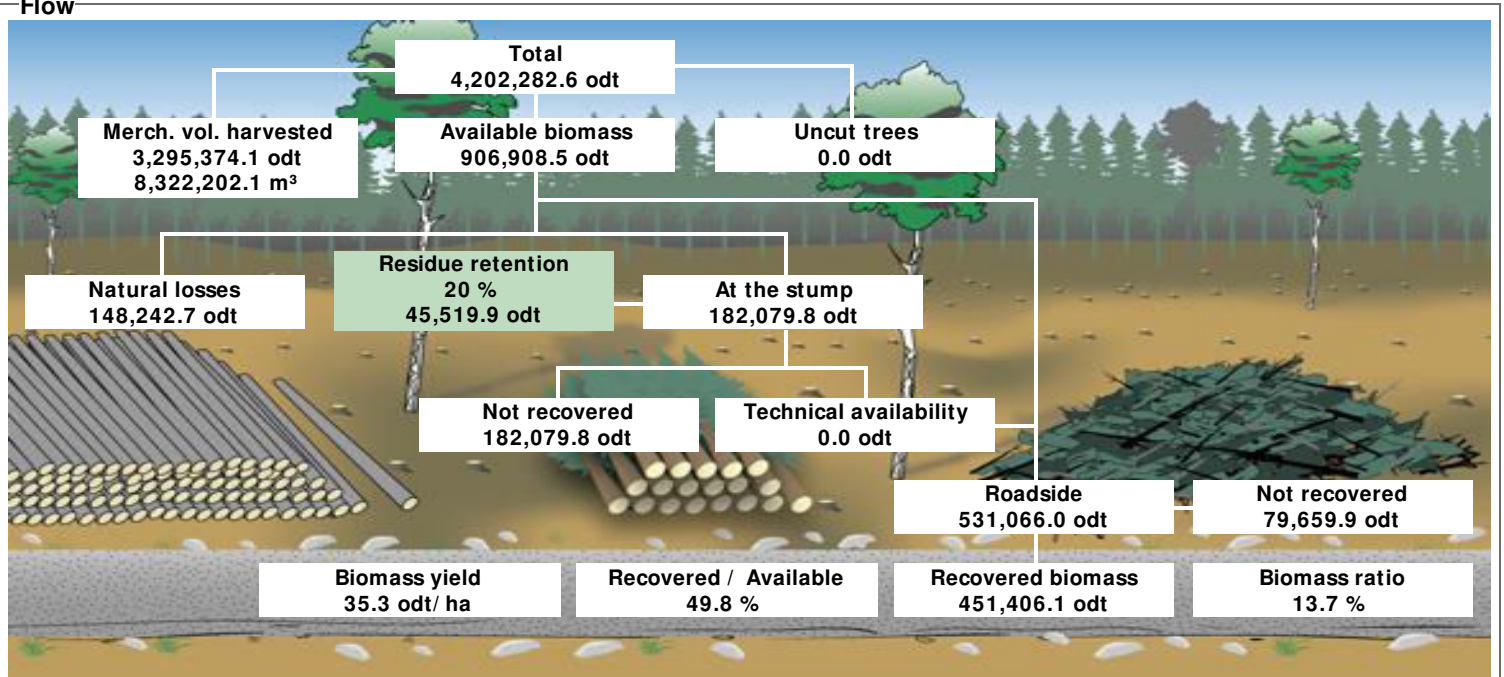 Flow
Total
4,202,282.6 odt
Merch. vol. harvested
3,295,374.1 odt
8,322,202.1 m³
Available biomass
906,908.5 odt
Uncut trees
0.0 odt
Natural losses
148,242.7 odt
Residue retention
20 %
45,519.9 odt
At the stump
182,079.8 odt
Not recovered
182,079.8 odt
Technical availability
0.0 odt
Roadside
531,066.0 odt
Not recovered
79,659.9 odt
Biomass yield
35.3 odt/ ha
Recovered / Available
49.8 %
Recovered biomass
451,406.1 odt
Biomass ratio
13.7 %